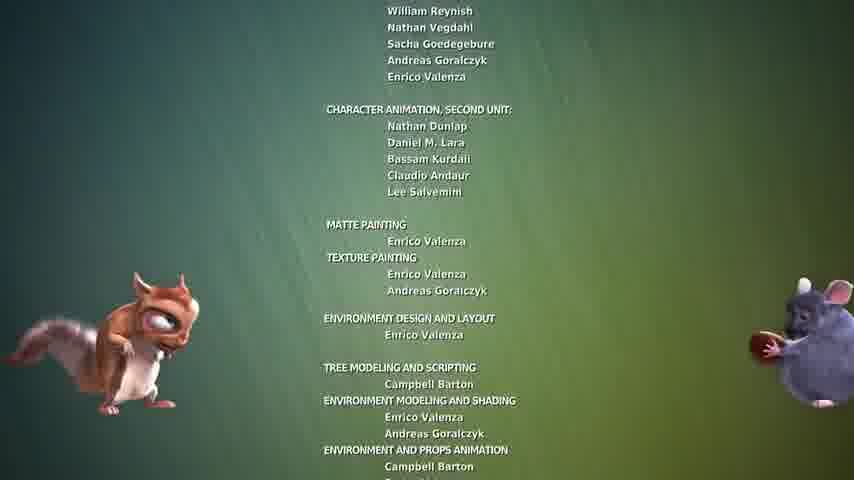 William Reynish
Nathan Vegdahl
Sacha Goedegebure
Andreas Goralczyk
Enrico Valenza
CHARACTER ANIMATION, SECOND UNIT:
Nathan Dunlap
Daniel M. Lara
Bassam Kurdali
Claudio Andaur
Lee Salvemini
MATTE PAINTING
Enrico Valenza
TEXTURE PAINTING
Enrico Valenza
Andreas Goralczyk
ENVIRONMENT DESIGN AND LAYOUT
Enrico Valenza
TREE MODELING AND SCRIPTING
Campbell Barton
ENVIRONMENT MODELING AND SHADING
Enrico Valenza
Andreas Goralczyk
ENVIRONMENT AND PROPS ANIMATION
Campbell Barton